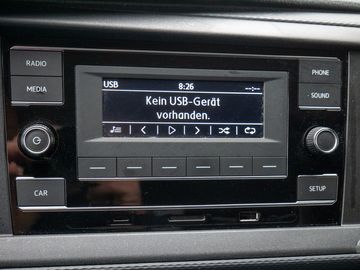 RADIO
MEDIA
CAR
USB 8:26 --:--
Kein USB-Gerät
vorhanden.
PHONE
SOUND
SETUP